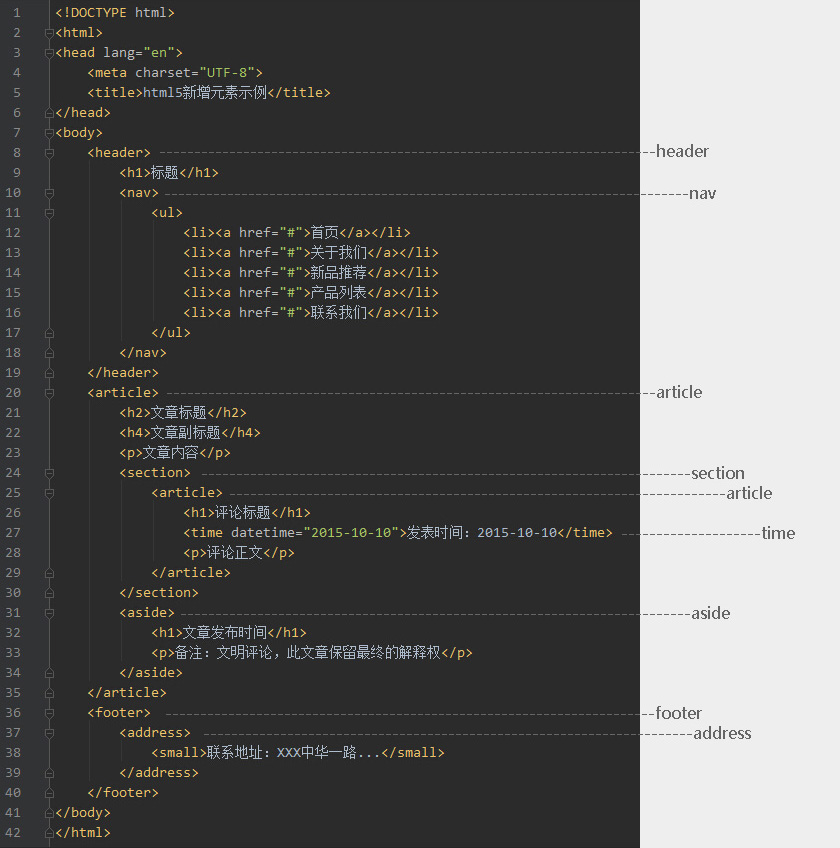 1 <!DOCTYPE html>
2 <html>
3 <head lang="en">
4 <meta charset="UTF-8">
5 <title>html5新增元素示例</title>
6 </head>
7 <body>
8 <header> header
9 <h1>标题</h1>
10 <nav> nav
11 <ul>
12 <li><a href="#">首页</a></li>
13 <li><a href="#">关于我们</a></li>
14 <li><a href="#">新品推荐</a></li>
15 <li><a href="#">产品列表</a></li>
16 <li><a href="#">联系我们</a></li>
17 </ul>
18 </nav>
19 </header>
20 <article> article
21 <h2>文章标题</h2>
22 <h4>文章副标题</h4>
23 <p>文章内容</p>
24 <section> section
25 <article> article
26 <h1>评论标题</h1>
27 <time datetime="2015-10-10">发表时间：2015-10-10</time> time
28 <p>评论正文</p>
29 </article>
30 </section>
31 <aside> aside
32 <h1>文章发布时间</h1>
33 <p>备注：文明评论，此文章保留最终的解释权</p>
34 </aside>
35 </article>
36 <footer> footer
37 <address> address
38 <small>联系地址：XXX中华一路...</small>
39 </address>
40 </footer>
41 </body>
42 </html>